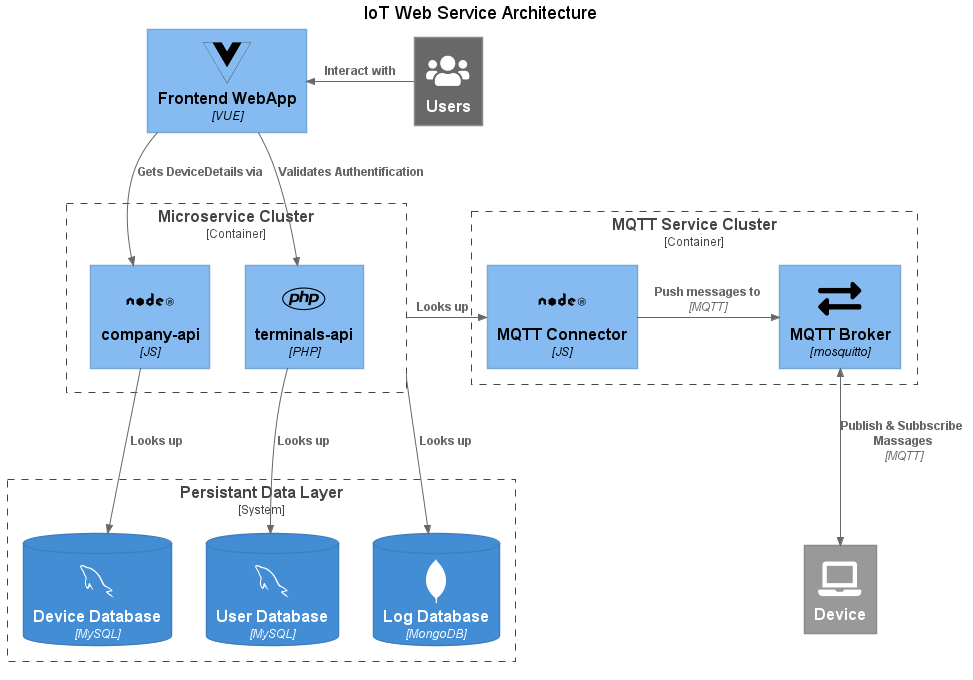 IoT Web Service Architecture
Frontend WebApp
[VUE]
Interact with
Users
Gets DeviceDetails via
Validates Authentification
Microservice Cluster
[Container]
MQTT Service Cluster
[Container]
node JS
company-api
[JS]
php
terminals-api
[PHP]
Looks up
node JS
MQTT Connector
[JS]
Push messages to
[MQTT]
MQTT Broker
[mosquitto]
Looks up
Looks up
Looks up
Publish & Subbscribe
Massages
[MQTT]
Persistant Data Layer
[System]
Device Database
[MySQL]
User Database
[MySQL]
Log Database
[MongoDB]
Device